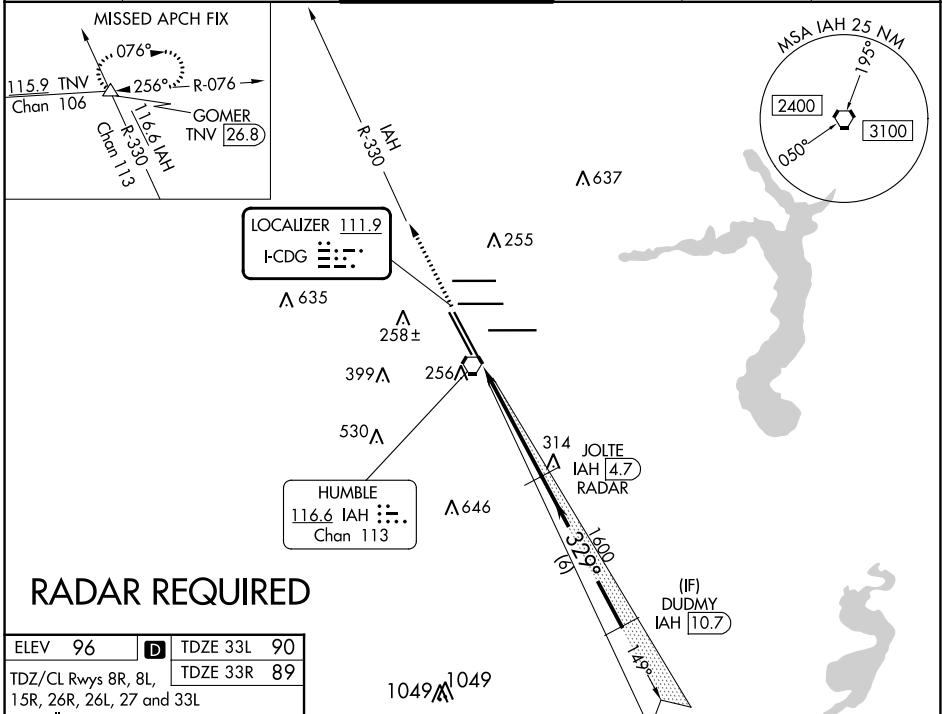 MISSED APCH FIX
076°
256°
R-076
115.9 TNV
Chan 106
GOMER
TNV 26.8
116.6 IAH
R-330
Chan 113
IAH
R-330
MSA IAH 25 NM
195°
2400
3100
050°
637
LOCALIZER 111.9
I-CDG
255
635
258±
399
256
530
314
JOLTE
IAH 4.7
RADAR
HUMBLE
116.6 IAH
Chan 113
646
1600
329°
(6)
RADAR REQUIRED
(IF)
DUDMY
IAH 10.7
149°
ELEV 96
D
TDZE 33L 90
TDZE 33R 89
TDZ/CL Rwys 8R, 8L,
15R, 26R, 26L, 27 and 33L
1049
1049